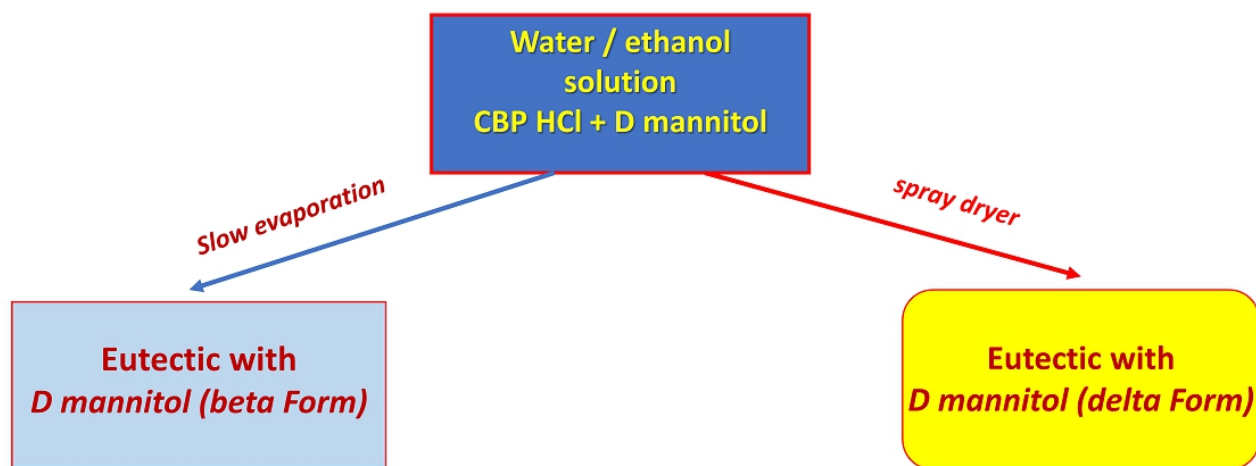 Water / ethanol
solution
CBP HCl + D mannitol
Slow evaporation
spray dryer
Eutectic with
D mannitol (beta Form)
Eutectic with
D mannitol (delta Form)